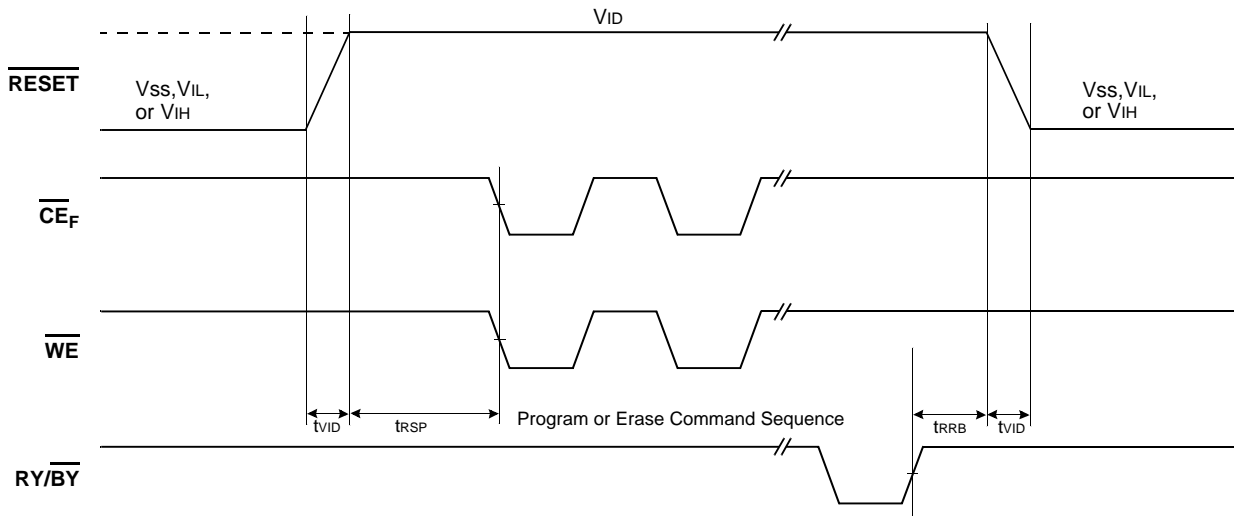 VID
RESET
Vss,VIL,
or VIH
Vss,VIL,
or VIH
CEF
WE
tVID
tRSP
Program or Erase Command Sequence
tRRB
tVID
RY/BY